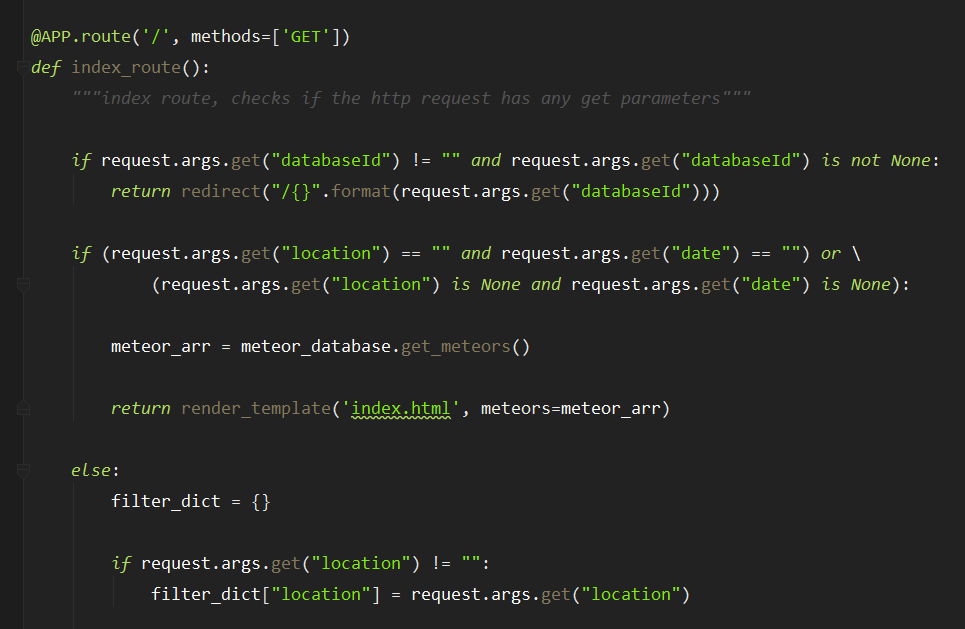 @APP.route('/', methods=['GET'])
def index_route():
    """index route, checks if the http request has any get parameters"""
    if request.args.get("databaseId") != "" and request.args.get("databaseId") is not None:
        return redirect("/{}".format(request.args.get("databaseId")))
    if (request.args.get("location") == "" and request.args.get("date") == "") or \
            (request.args.get("location") is None and request.args.get("date") is None):
        meteor_arr = meteor_database.get_meteors()
        return render_template('index.html', meteors=meteor_arr)
    else:
        filter_dict = {}
        if request.args.get("location") != "":
            filter_dict["location"] = request.args.get("location")